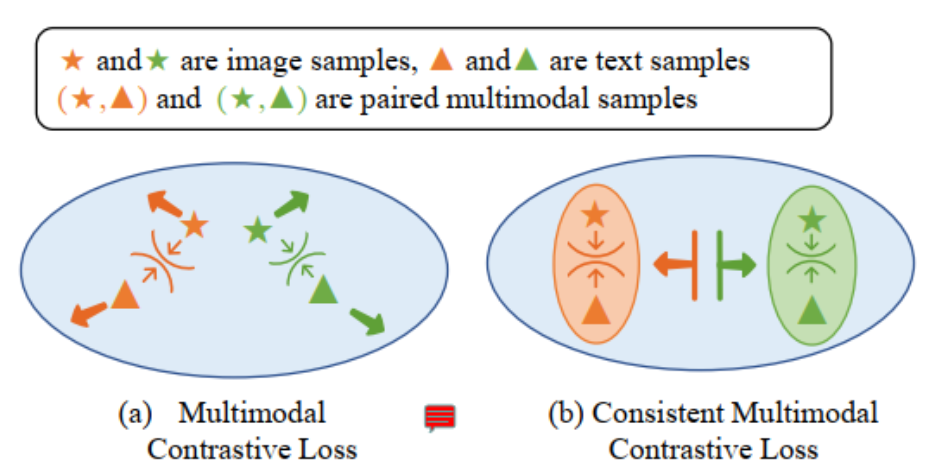 ★ and ★ are image samples, ▲ and ▲ are text samples
(★,▲) and (★,▲) are paired multimodal samples
(a) Multimodal
Contrastive Loss
(b) Consistent Multimodal
Contrastive Loss